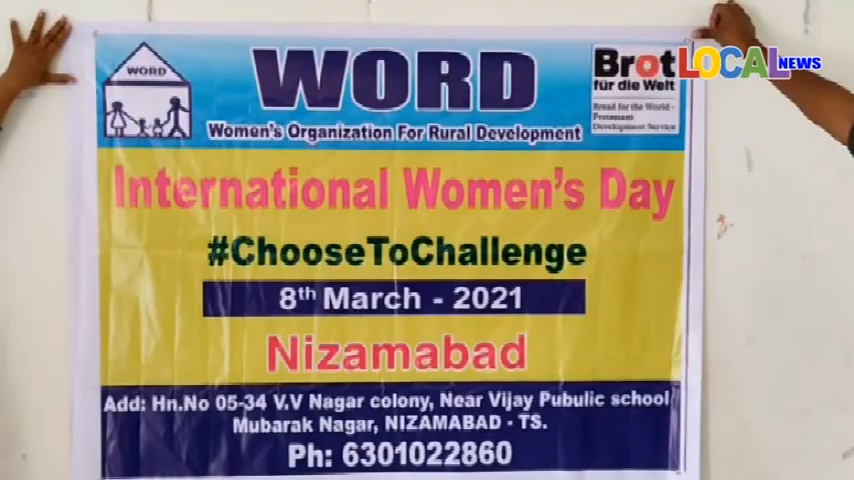 WORD
WORD
Women's Organization For Rural Development
Brot
für die Welt
Bread for the World -
Protestant
Development Service
LOCAL NEWS
International Women's Day
#ChooseToChallenge
8th March - 2021
Nizamabad
Add: Hn.No 05-34 V.V Nagar colony, Near Vijay Pubulic school
Mubarak Nagar, NIZAMABAD - TS.
Ph: 6301022860